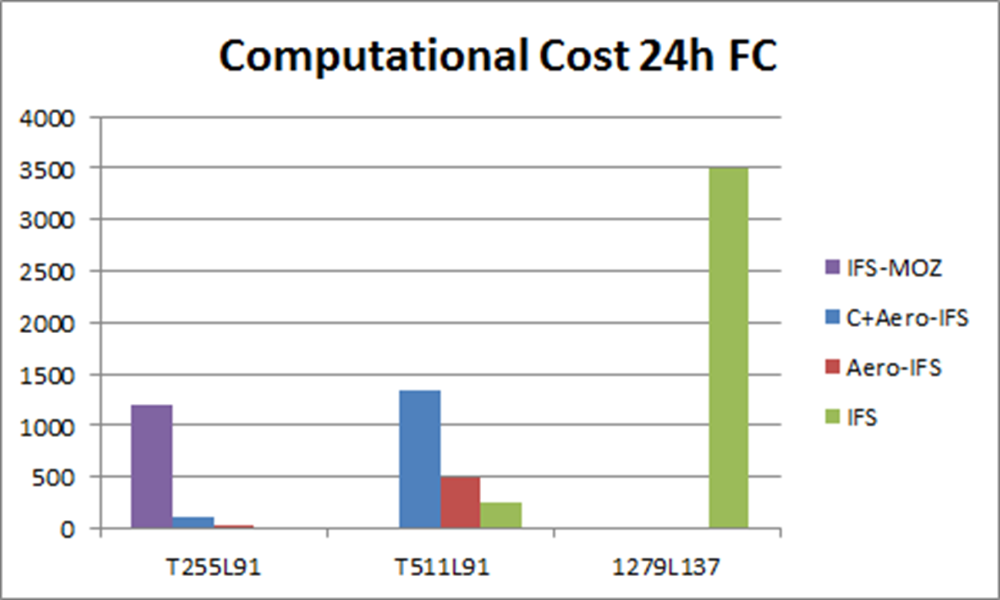 Computational Cost 24h FC
4000
3500
3000
2500
2000
1500
1000
500
0
T255L91
T511L91
1279L137
IFS-MOZ
C+Aero-IFS
Aero-IFS
IFS